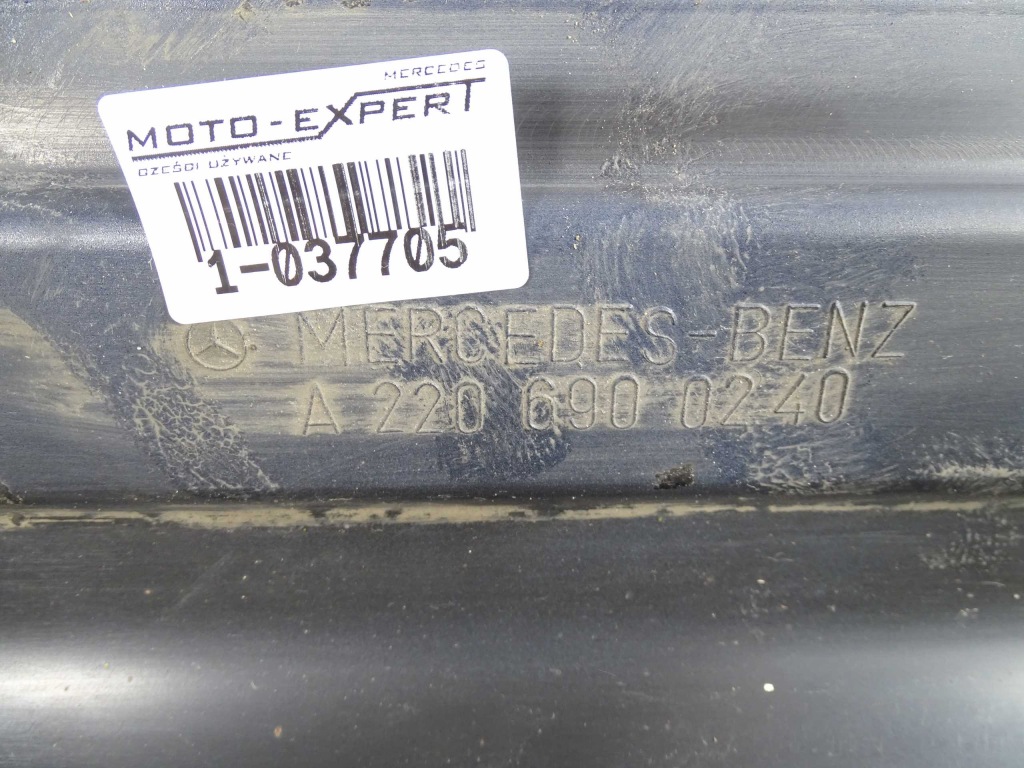 MERCEDES
MOTO-EXPERT
CZĘŚCI UŻYWANE
1-037705
MERCEDES-BENZ
A 220 690 02 40